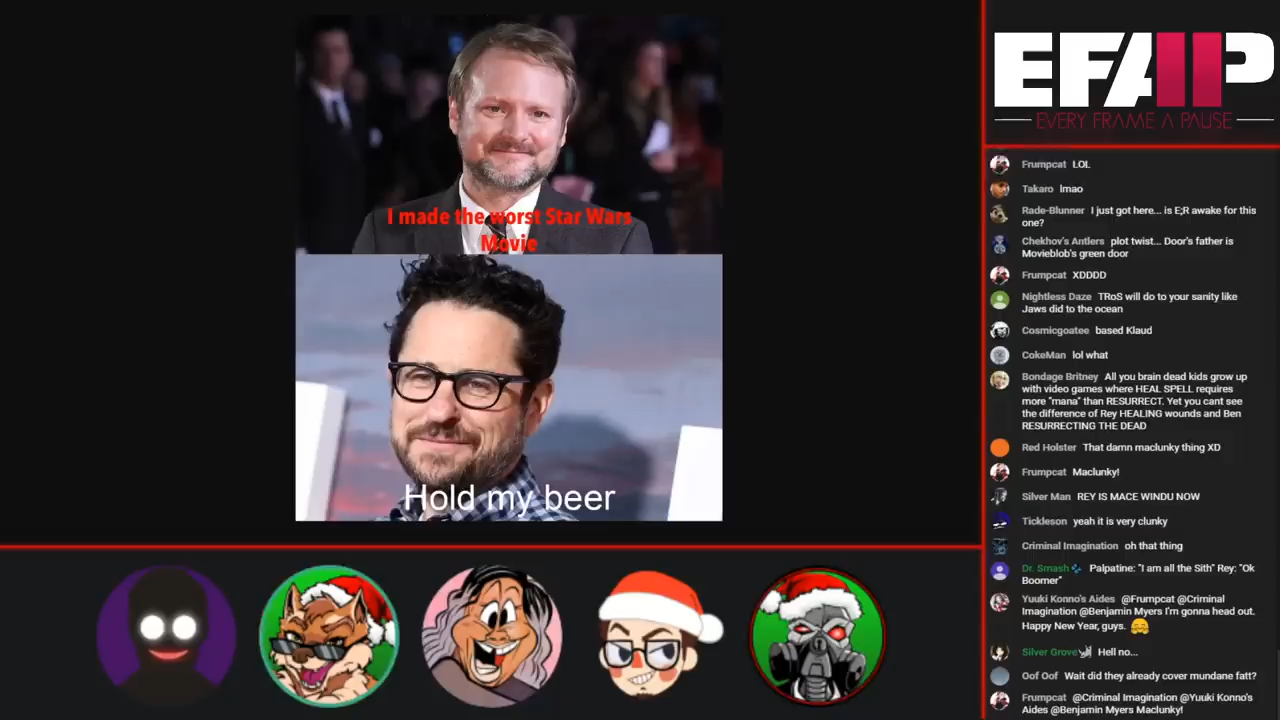 I made the worst Star Wars
Movie
Hold my beer
EFAP
EVERY FRAME A PAUSE
Frumpcat LOL
Takaro lmao
Rade-Blunner I just got here... is E;R awake for this
one?
Chekhov's Antlers plot twist... Door's father is
Movieblob's green door
Frumpcat XDDDD
Nightless Daze TRoS will do to your sanity like
Jaws did to the ocean
Cosmicgoatee based Klaud
CokeMan lol what
Bondage Britney All you brain dead kids grow up
with video games where HEAL SPELL requires
more "mana" than RESURRECT. Yet you cant see
the difference of Rey HEALING wounds and Ben
RESURRECTING THE DEAD
Red Holster That damn maclunky thing XD
Frumpcat Maclunky!
Silver Man REY IS MACE WINDU NOW
Tickleson yeah it is very clunky
Criminal Imagination oh that thing
Dr. Smash Palpatine: "I am all the Sith" Rey: "Ok
Boomer"
Yuuki Konno's Aides @Frumpcat @Criminal
Imagination @Benjamin Myers I'm gonna head out.
Happy New Year, guys. 🤗
Silver Grove Hell no...
Oof Oof Wait did they already cover mundane fatt?
Frumpcat @Criminal Imagination @Yuuki Konno's
Aides @Benjamin Myers Maclunky!